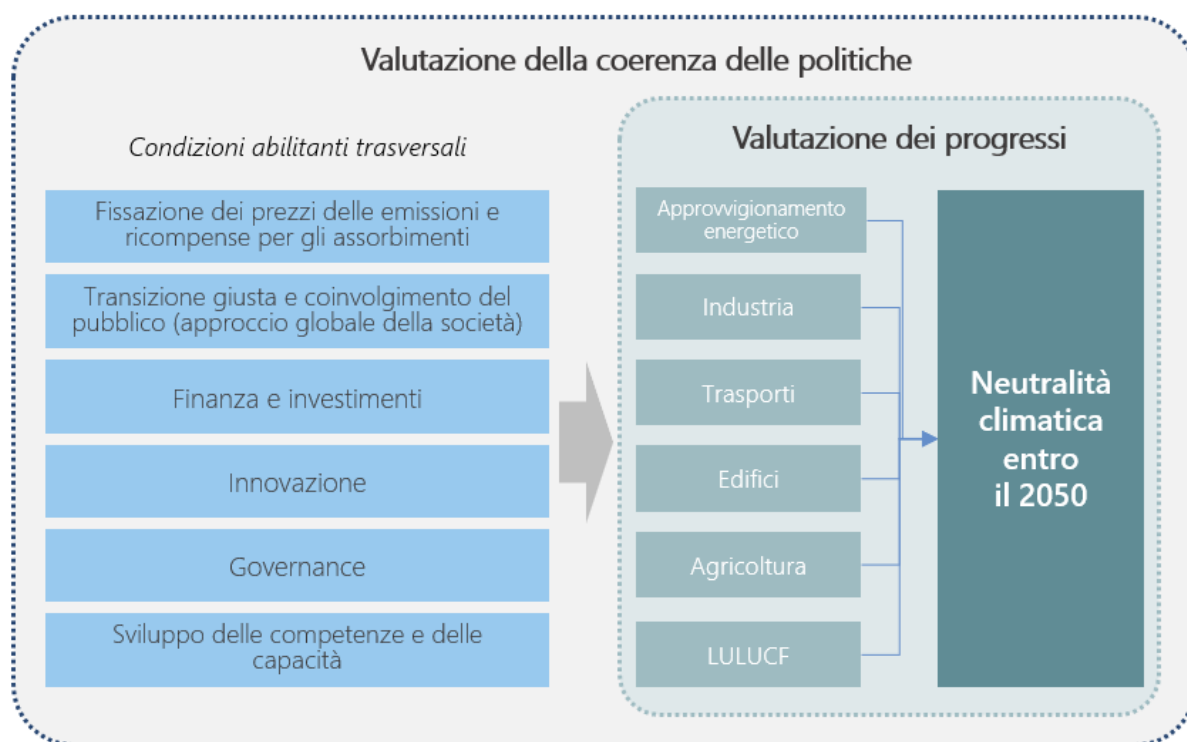 Valutazione della coerenza delle politiche
Condizioni abilitanti trasversali
Fissazione dei prezzi delle emissioni e
ricompense per gli assorbimenti
Transizione giusta e coinvolgimento del
pubblico (approccio globale della società)
Finanza e investimenti
Innovazione
Governance
Sviluppo delle competenze e delle
capacità
Valutazione dei progressi
Approvvigionamento
energetico
Industria
Trasporti
Edifici
Agricoltura
LULUCF
Neutralità
climatica
entro
il 2050